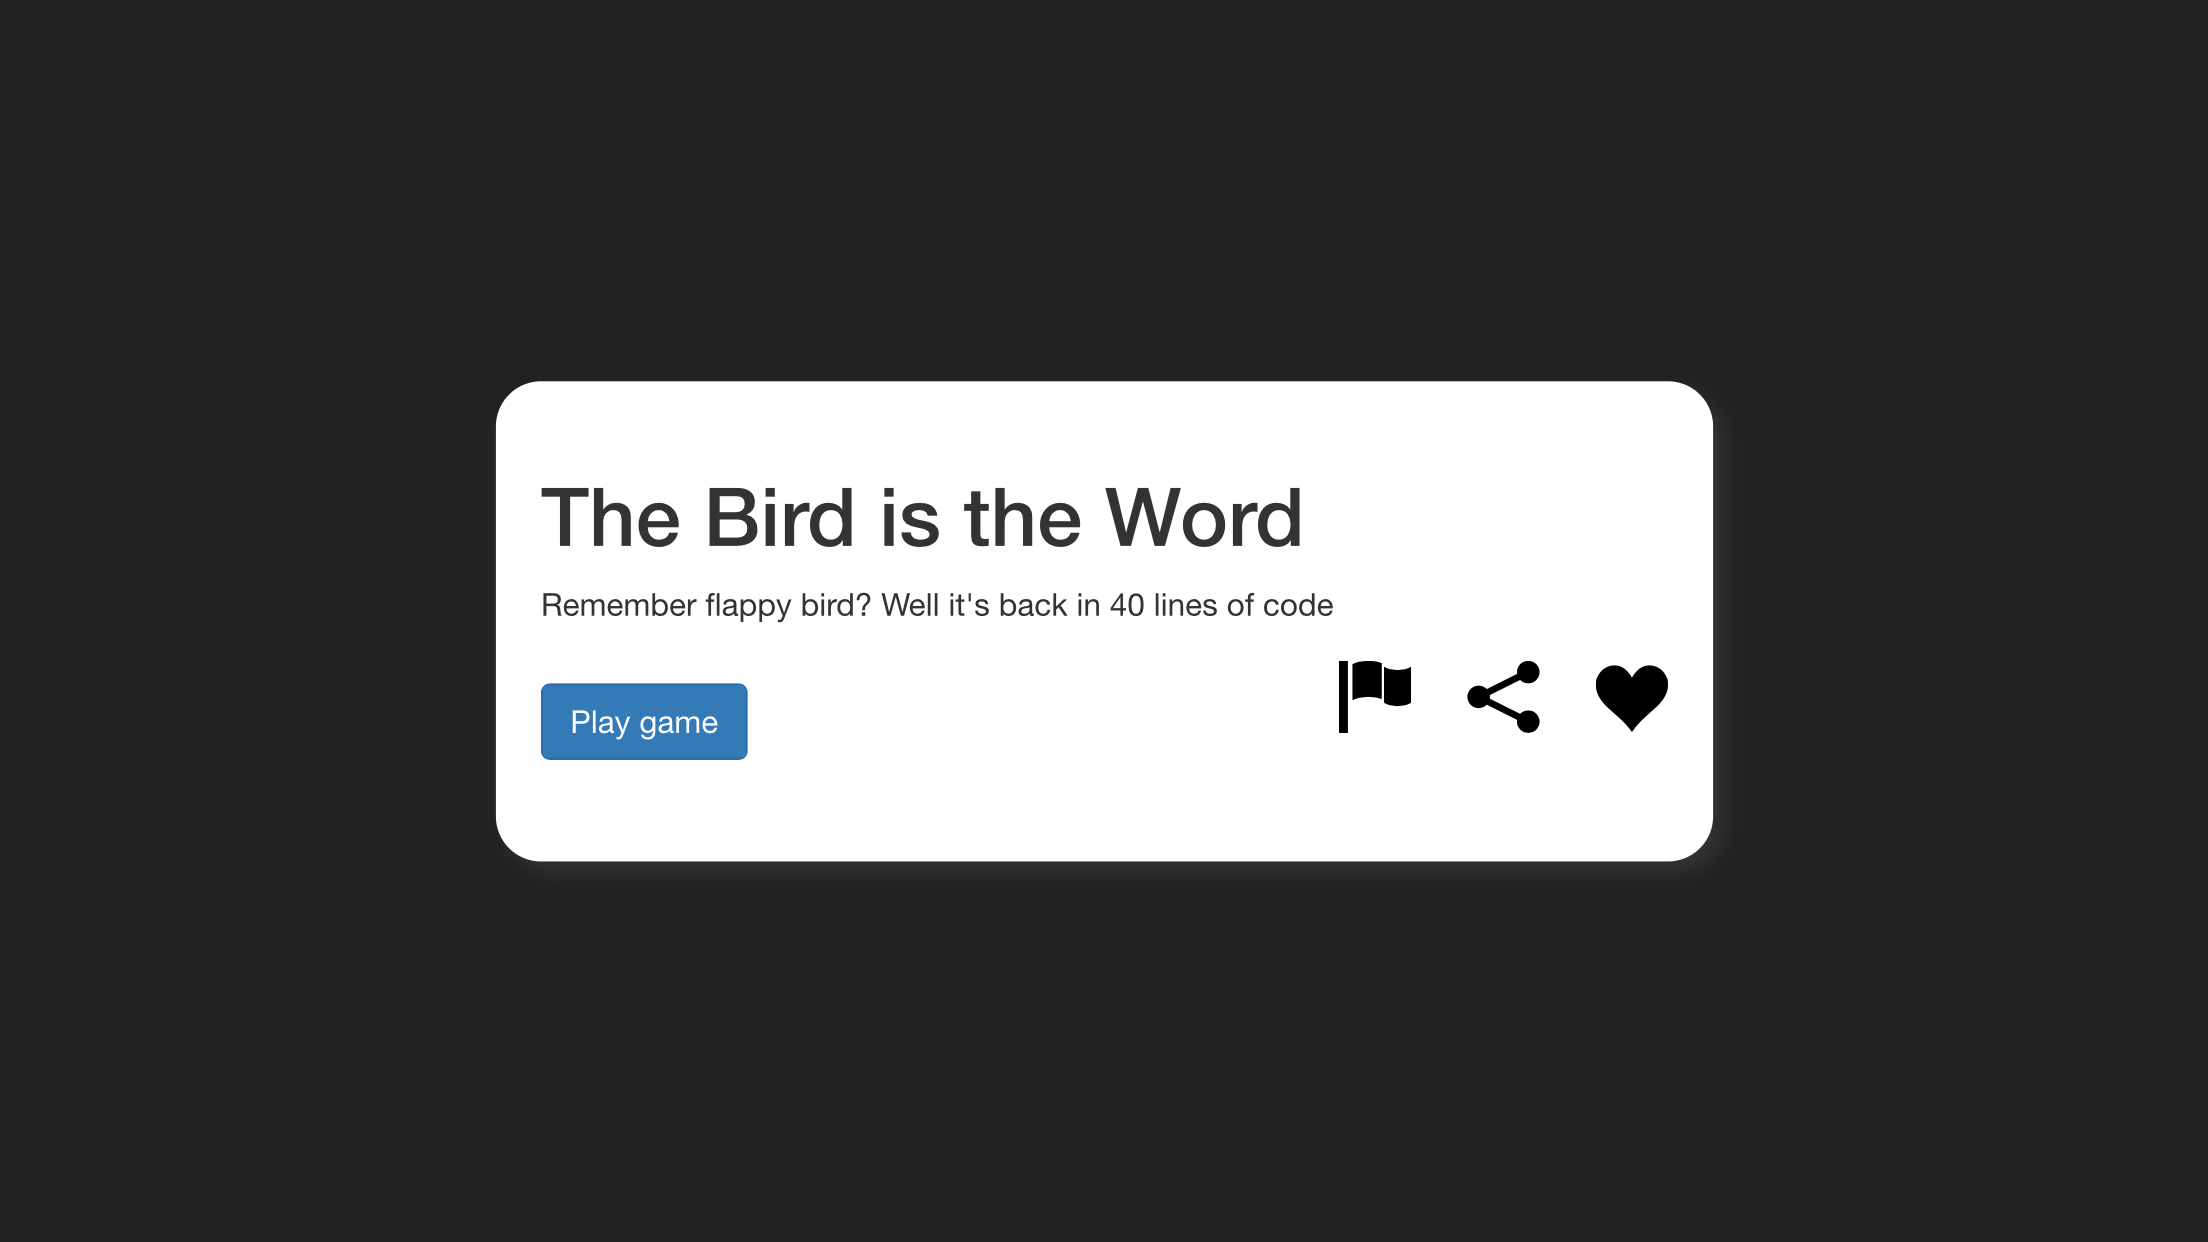 The Bird is the Word
Remember flappy bird? Well it's back in 40 lines of code
Play game